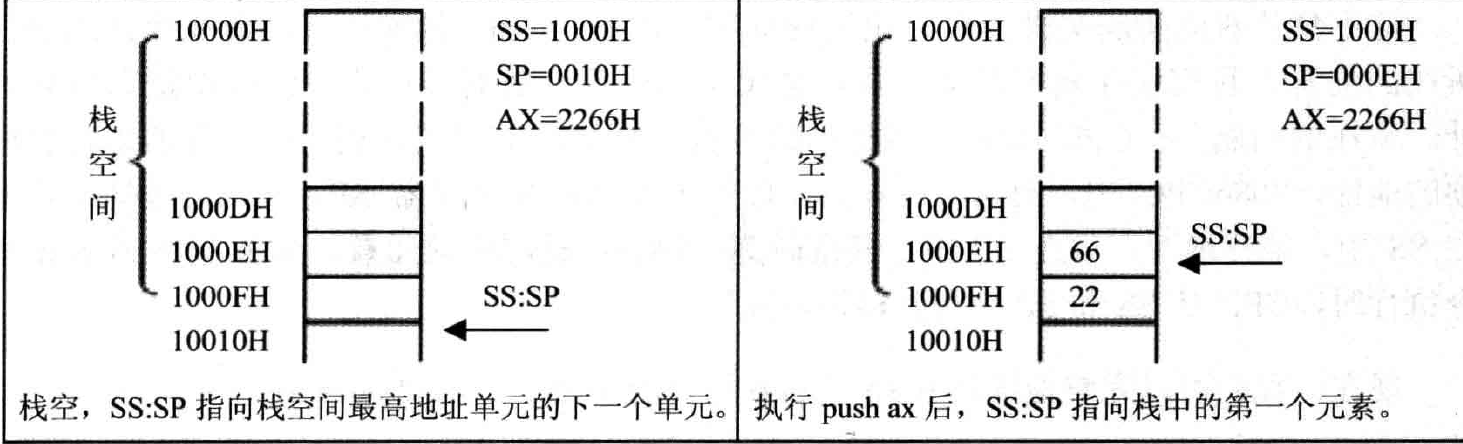 10000H
SS=1000H
SP=0010H
AX=2266H
栈空间
1000DH
1000EH
1000FH
SS:SP
10010H
栈空，SS:SP 指向栈空间最高地址单元的下一个单元。
10000H
SS=1000H
SP=000EH
AX=2266H
栈空间
1000DH
1000EH 66
SS:SP
1000FH 22
10010H
执行 push ax 后，SS:SP 指向栈中的第一个元素。